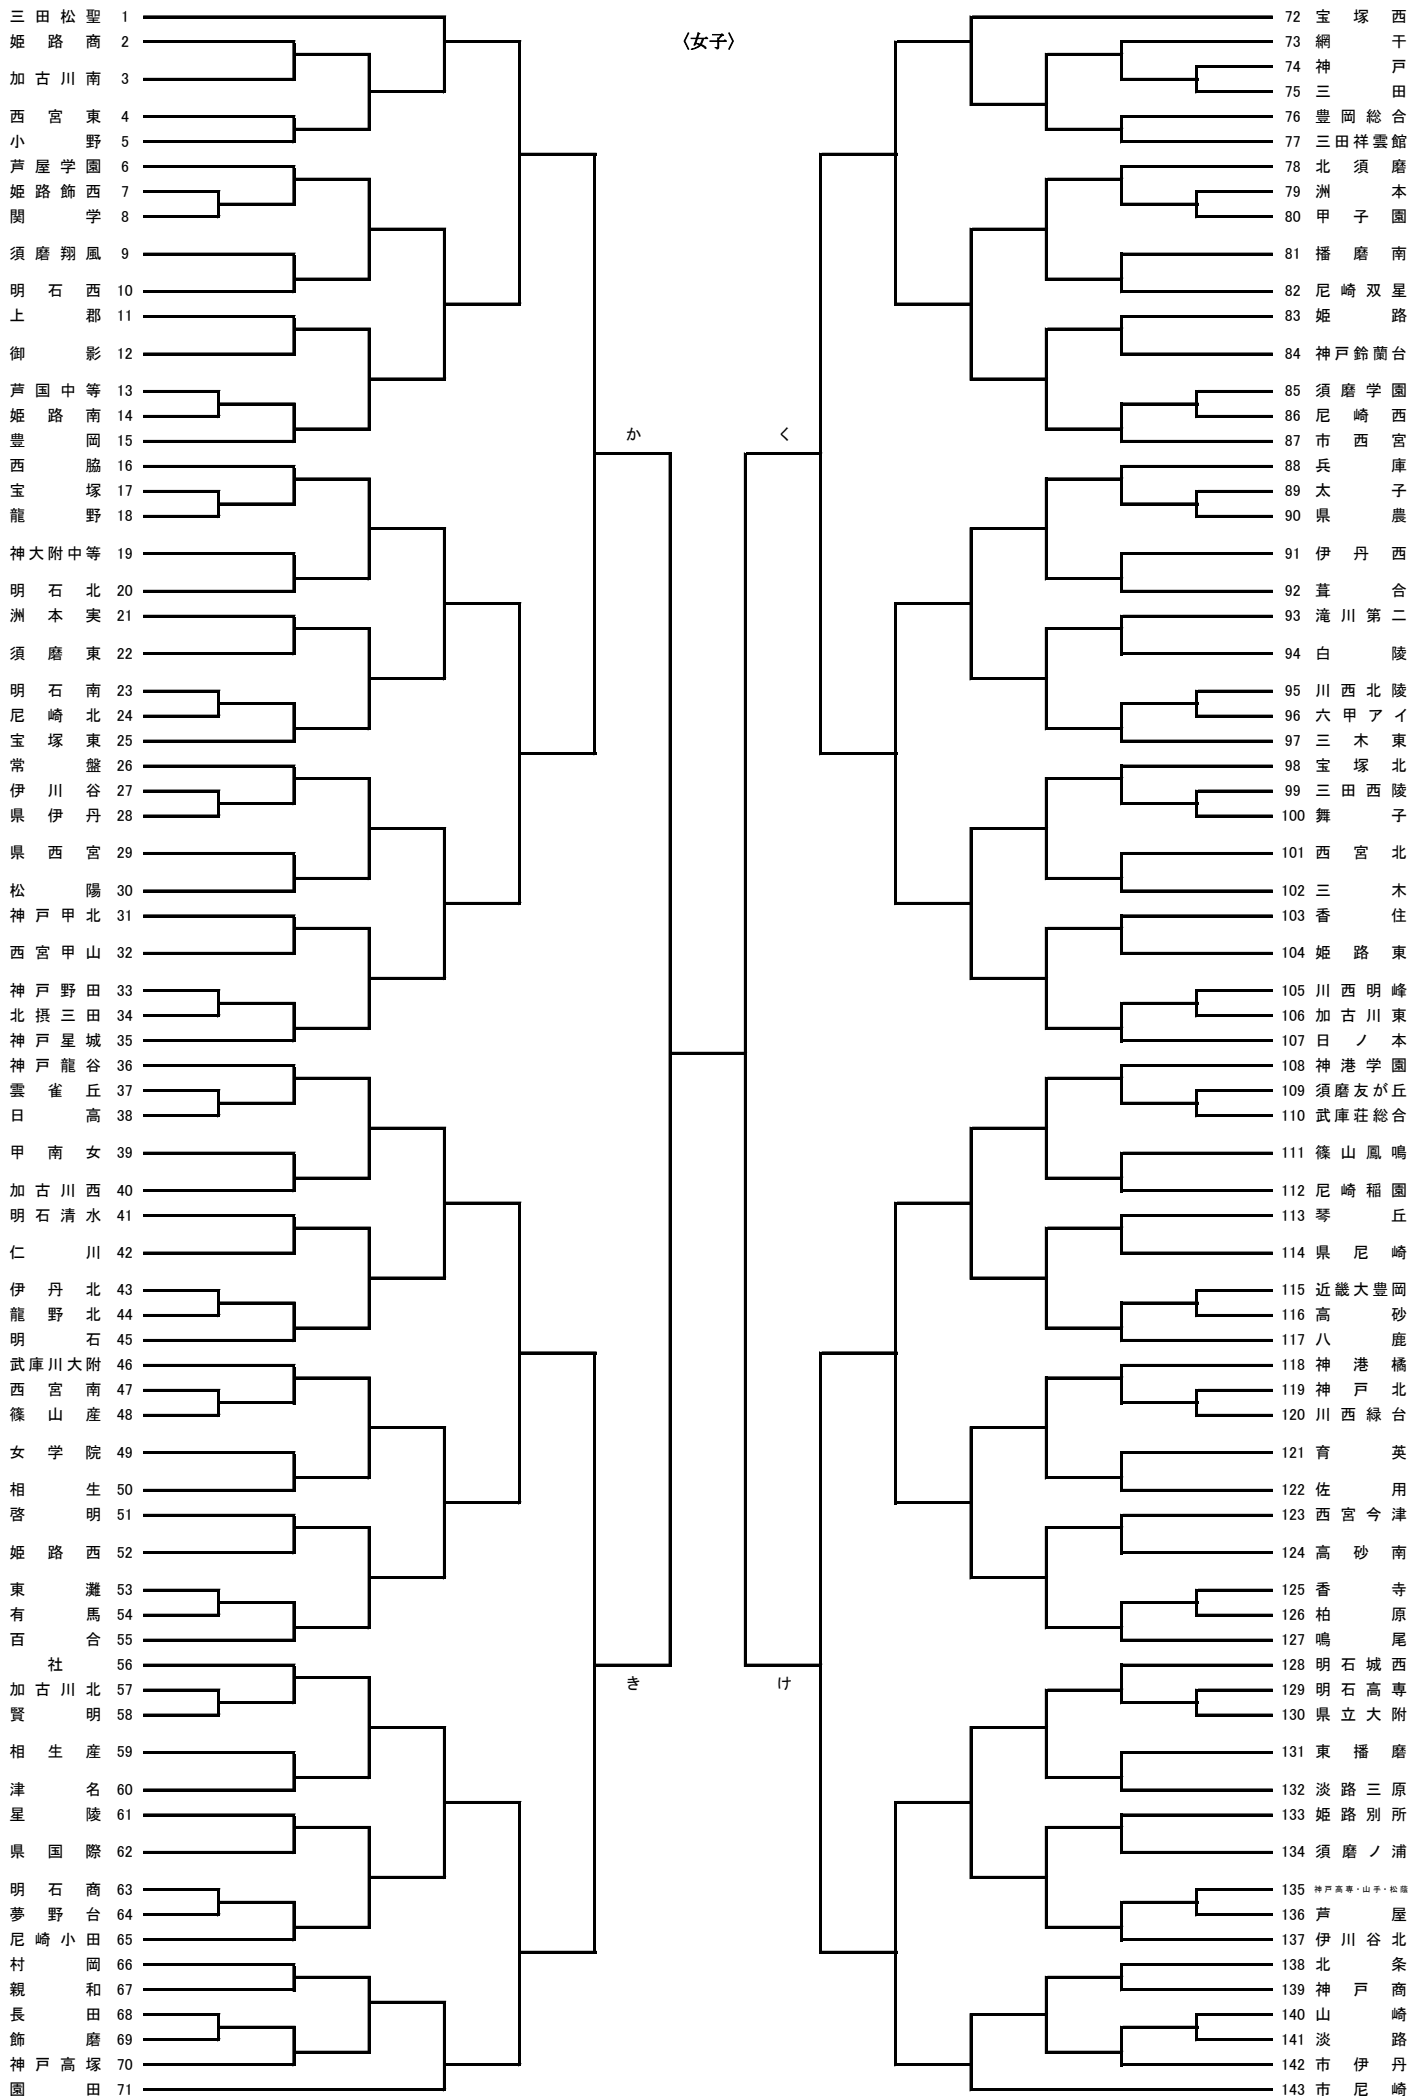 〈女子〉
三田松聖 1
姫路商 2
加古川南 3
西宮東 4
小野 5
芦屋学園 6
姫路飾西 7
関学 8
須磨翔風 9
明石西 10
上郡 11
御影 12
芦国中等 13
姫路南 14
豊岡 15
西脇 16
宝塚 17
龍野 18
神大附中等 19
明石北 20
洲本実 21
須磨東 22
明石南 23
尼崎北 24
宝塚東 25
常盤 26
伊川谷 27
県伊丹 28
県西宮 29
松陽 30
神戸甲北 31
西宮甲山 32
神戸野田 33
北摂三田 34
神戸星城 35
神戸龍谷 36
雲雀丘 37
日高 38
甲南女 39
加古川西 40
明石清水 41
仁川 42
伊丹北 43
龍野北 44
明石 45
武庫川大附 46
西宮南 47
篠山産 48
女学院 49
相生 50
啓明 51
姫路西 52
東灘 53
有馬 54
百合 55
社 56
加古川北 57
賢明 58
相生産 59
津名 60
星陵 61
県国際 62
明石商 63
夢野台 64
尼崎小田 65
村岡 66
親和 67
長田 68
飾磨 69
神戸高塚 70
園田 71
か
き
く
け
72 宝塚西
73 網干
74 神戸
75 三田
76 豊岡総合
77 三田祥雲館
78 北須磨
79 洲本
80 甲子園
81 播磨南
82 尼崎双星
83 姫路
84 神戸鈴蘭台
85 須磨学園
86 尼崎西
87 市西宮
88 兵庫
89 太子
90 県農
91 伊丹西
92 葺合
93 滝川第二
94 白陵
95 川西北陵
96 六甲アイ
97 三木東
98 宝塚北
99 三田西陵
100 舞子
101 西宮北
102 三木
103 香住
104 姫路東
105 川西明峰
106 加古川東
107 日ノ本
108 神港学園
109 須磨友が丘
110 武庫荘総合
111 篠山鳳鳴
112 尼崎稲園
113 琴丘
114 県尼崎
115 近畿大豊岡
116 高砂
117 八鹿
118 神港橘
119 神戸北
120 川西緑台
121 育英
122 佐用
123 西宮今津
124 高砂南
125 香寺
126 柏原
127 鳴尾
128 明石城西
129 明石高専
130 県立大附
131 東播磨
132 淡路三原
133 姫路別所
134 須磨ノ浦
135 神戸高専・山手・松蔭
136 芦屋
137 伊川谷北
138 北条
139 神戸商
140 山崎
141 淡路
142 市伊丹
143 市尼崎